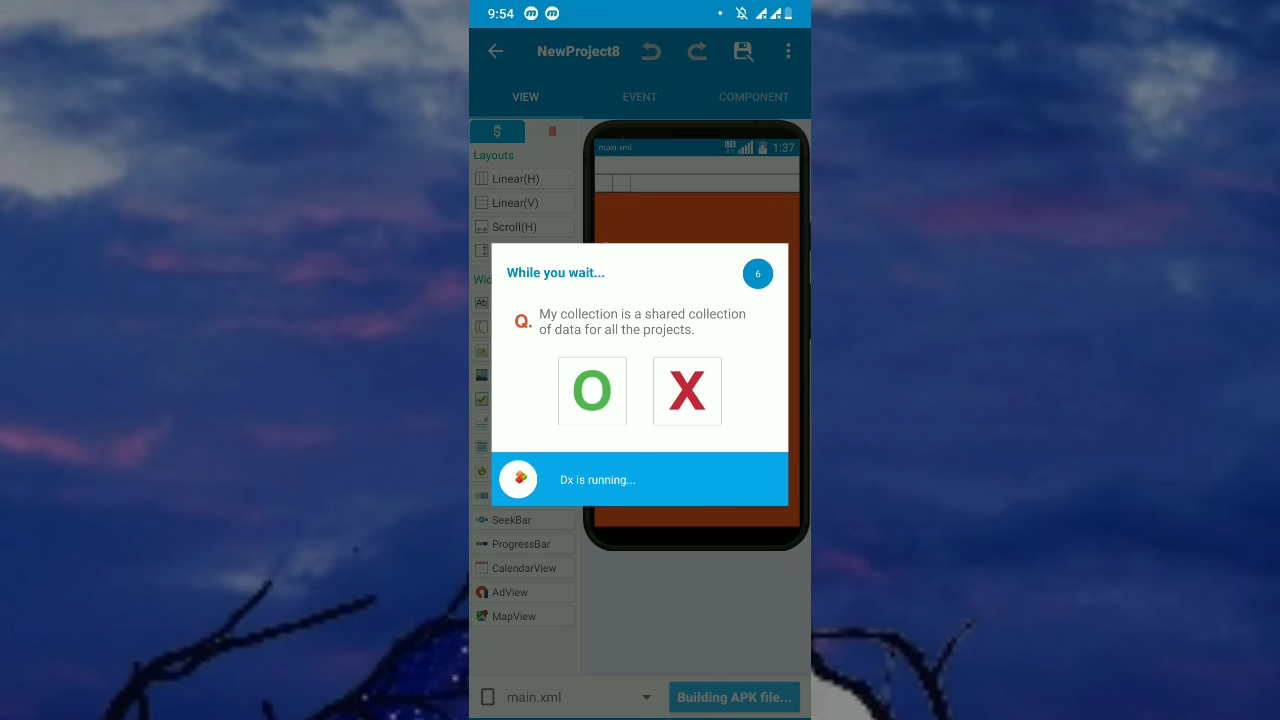 9:54
NewProject8
VIEW
EVENT
COMPONENT
main.xml
1:37
Layouts
Linear(H)
Linear(V)
Scroll(H)
While you wait...
6
Q. My collection is a shared collection
of data for all the projects.
O
X
Ab
Dx is running...
SeekBar
ProgressBar
CalendarView
AdView
MapView
main.xml
Building APK file...